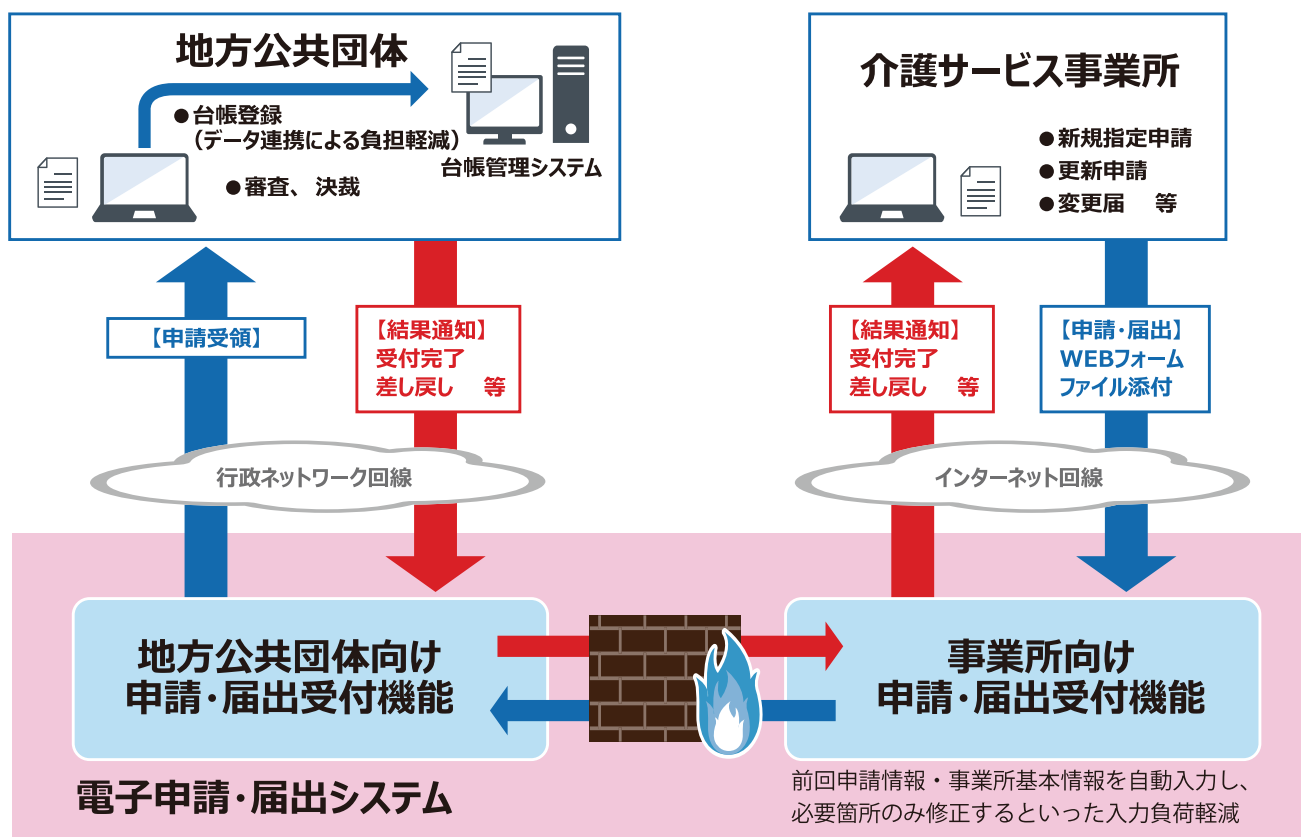 地方公共団体
●台帳登録
（データ連携による負担軽減）
●審査、決裁
台帳管理システム
介護サービス事業所
●新規指定申請
●更新申請
●変更届　等
【申請受領】
【結果通知】
受付完了
差し戻し　等
【結果通知】
受付完了
差し戻し　等
【申請・届出】
WEBフォーム
ファイル添付
行政ネットワーク回線
インターネット回線
地方公共団体向け
申請・届出受付機能
事業所向け
申請・届出受付機能
電子申請・届出システム
前回申請情報・事業所基本情報を自動入力し、
必要箇所のみ修正するといった入力負荷軽減